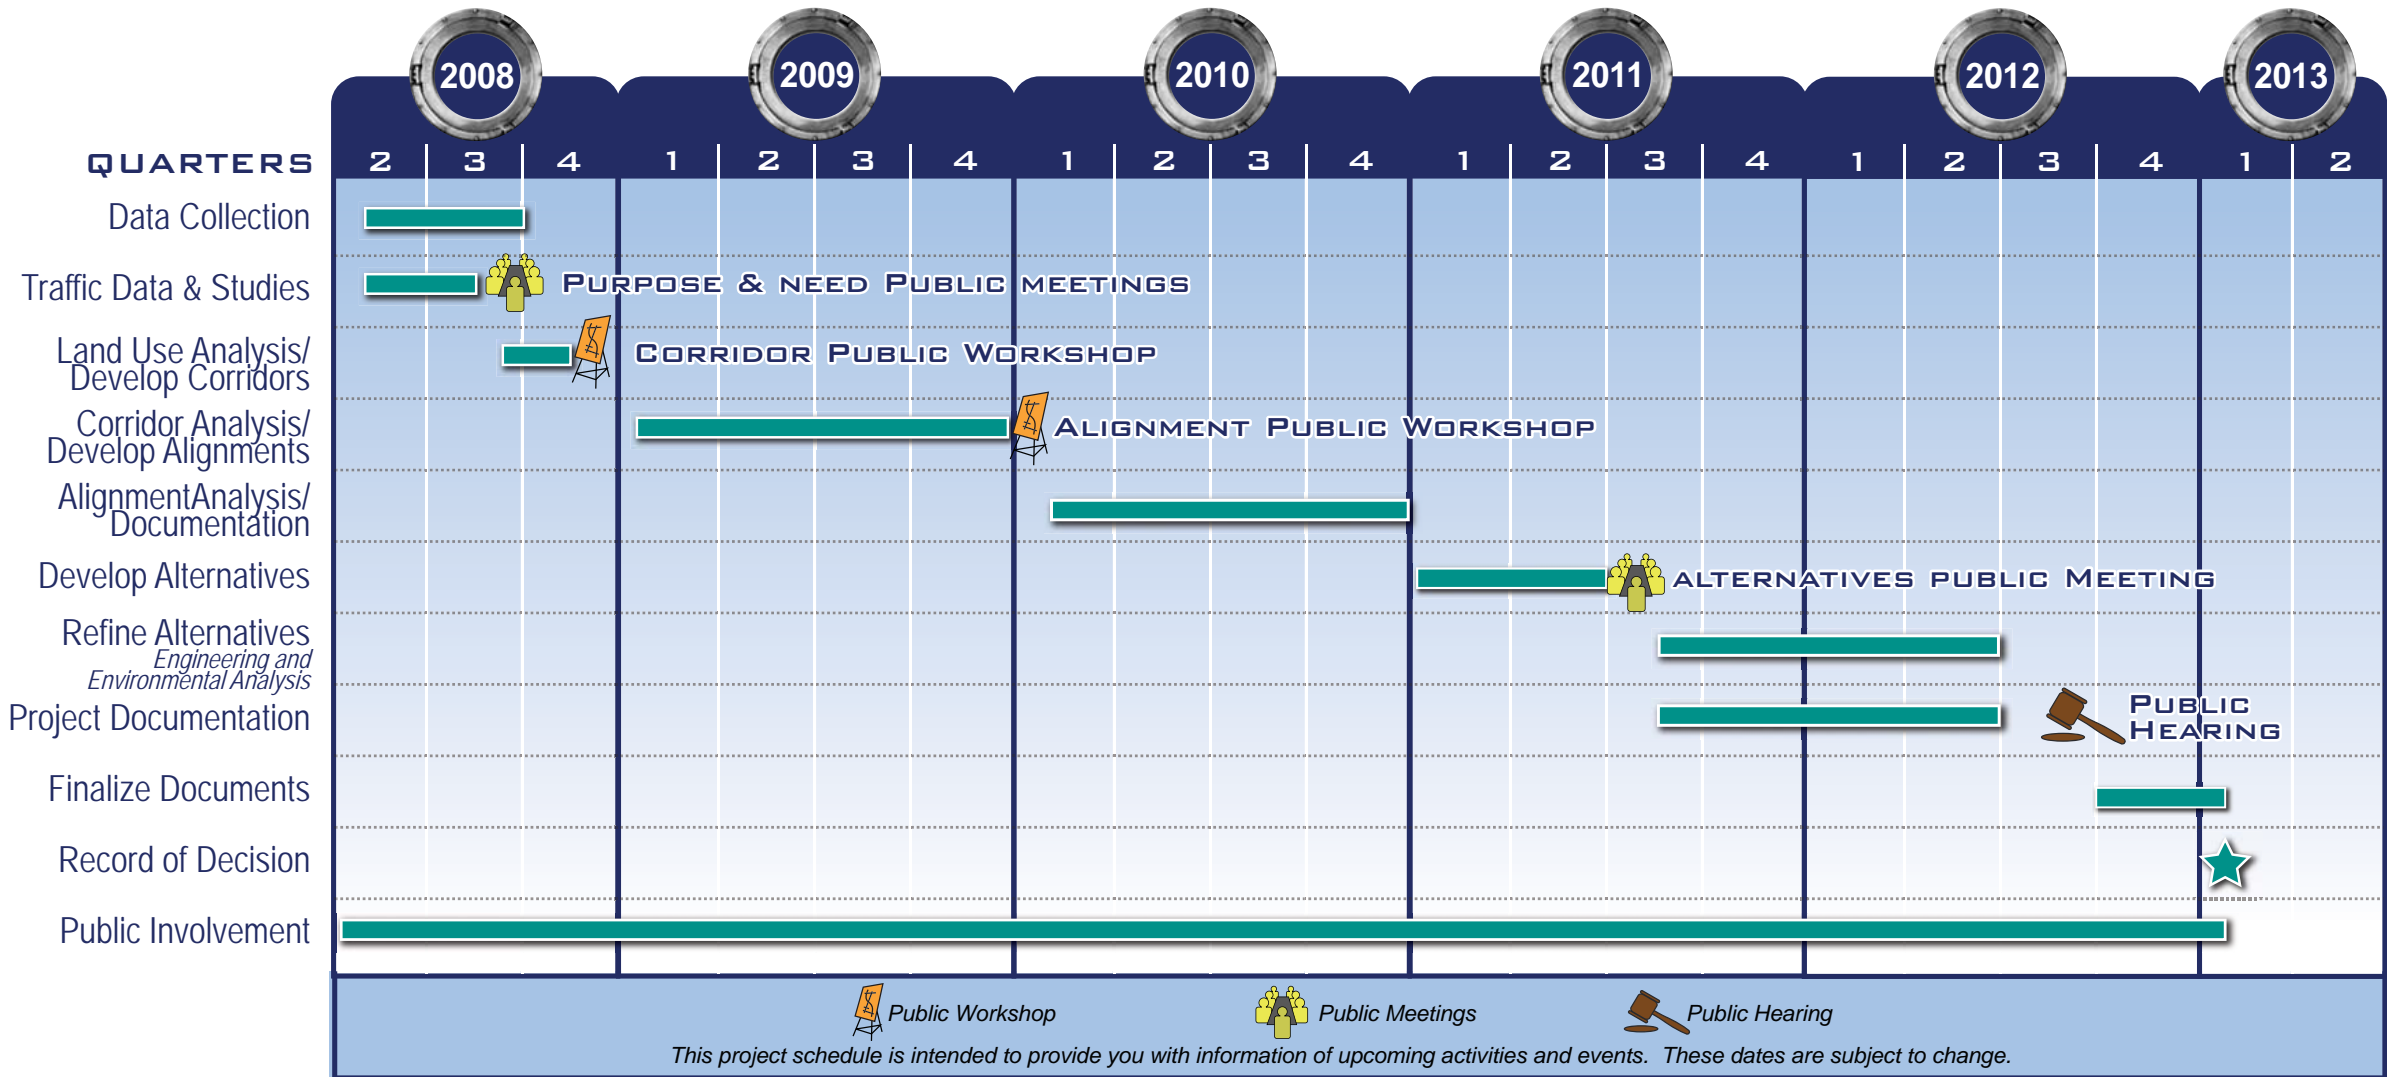 2008 2009 2010 2011 2012 2013
QUARTERS 2 3 4 1 2 3 4 1 2 3 4 1 2 3 4 1 2 3 4 1 2
Data Collection
Traffic Data & Studies PURPOSE & NEED PUBLIC MEETINGS
Land Use Analysis/
Develop Corridors
CORRIDOR PUBLIC WORKSHOP
Corridor Analysis/
Develop Alignments
ALIGNMENT PUBLIC WORKSHOP
AlignmentAnalysis/
Documentation
Develop Alternatives ALTERNATIVES PUBLIC MEETING
Refine Alternatives
Engineering and
Environmental Analysis
Project Documentation
PUBLIC
HEARING
Finalize Documents
Record of Decision
Public Involvement
Public Workshop Public Meetings Public Hearing
This project schedule is intended to provide you with information of upcoming activities and events. These dates are subject to change.